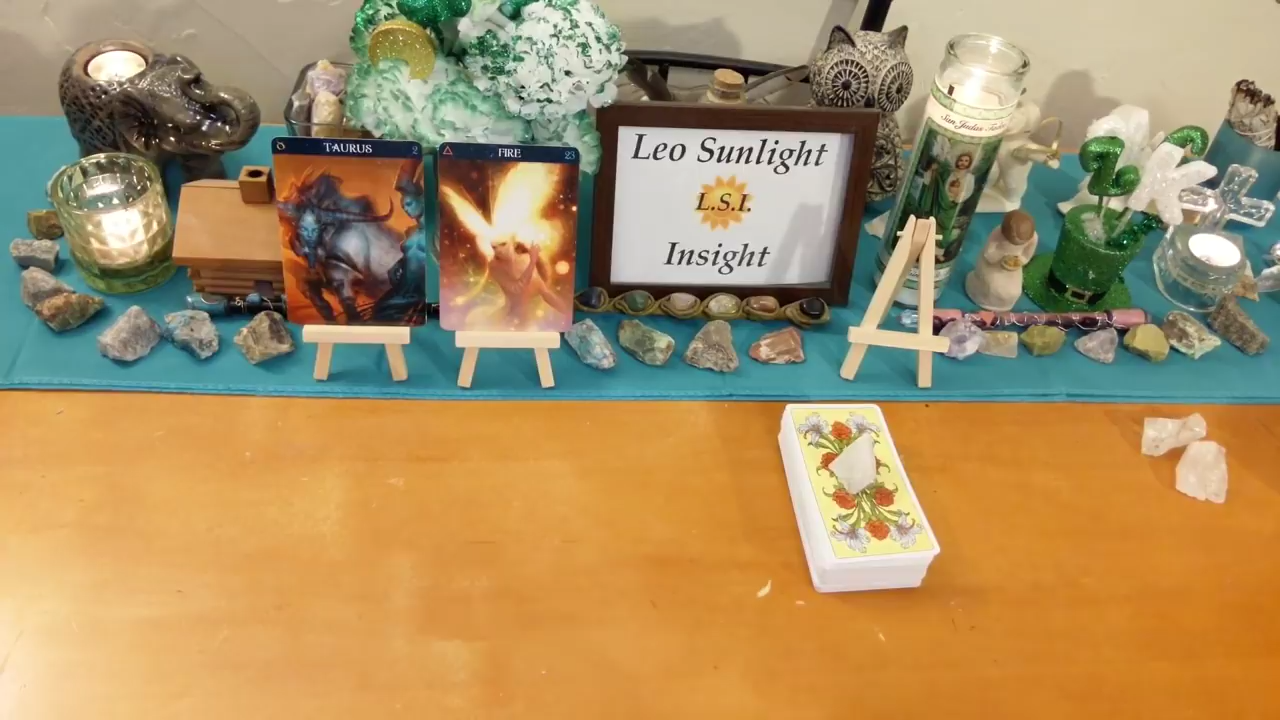 TAURUS 2
FIRE 23
Leo Sunlight
L.S.I.
Insight
San Judas Tadeo